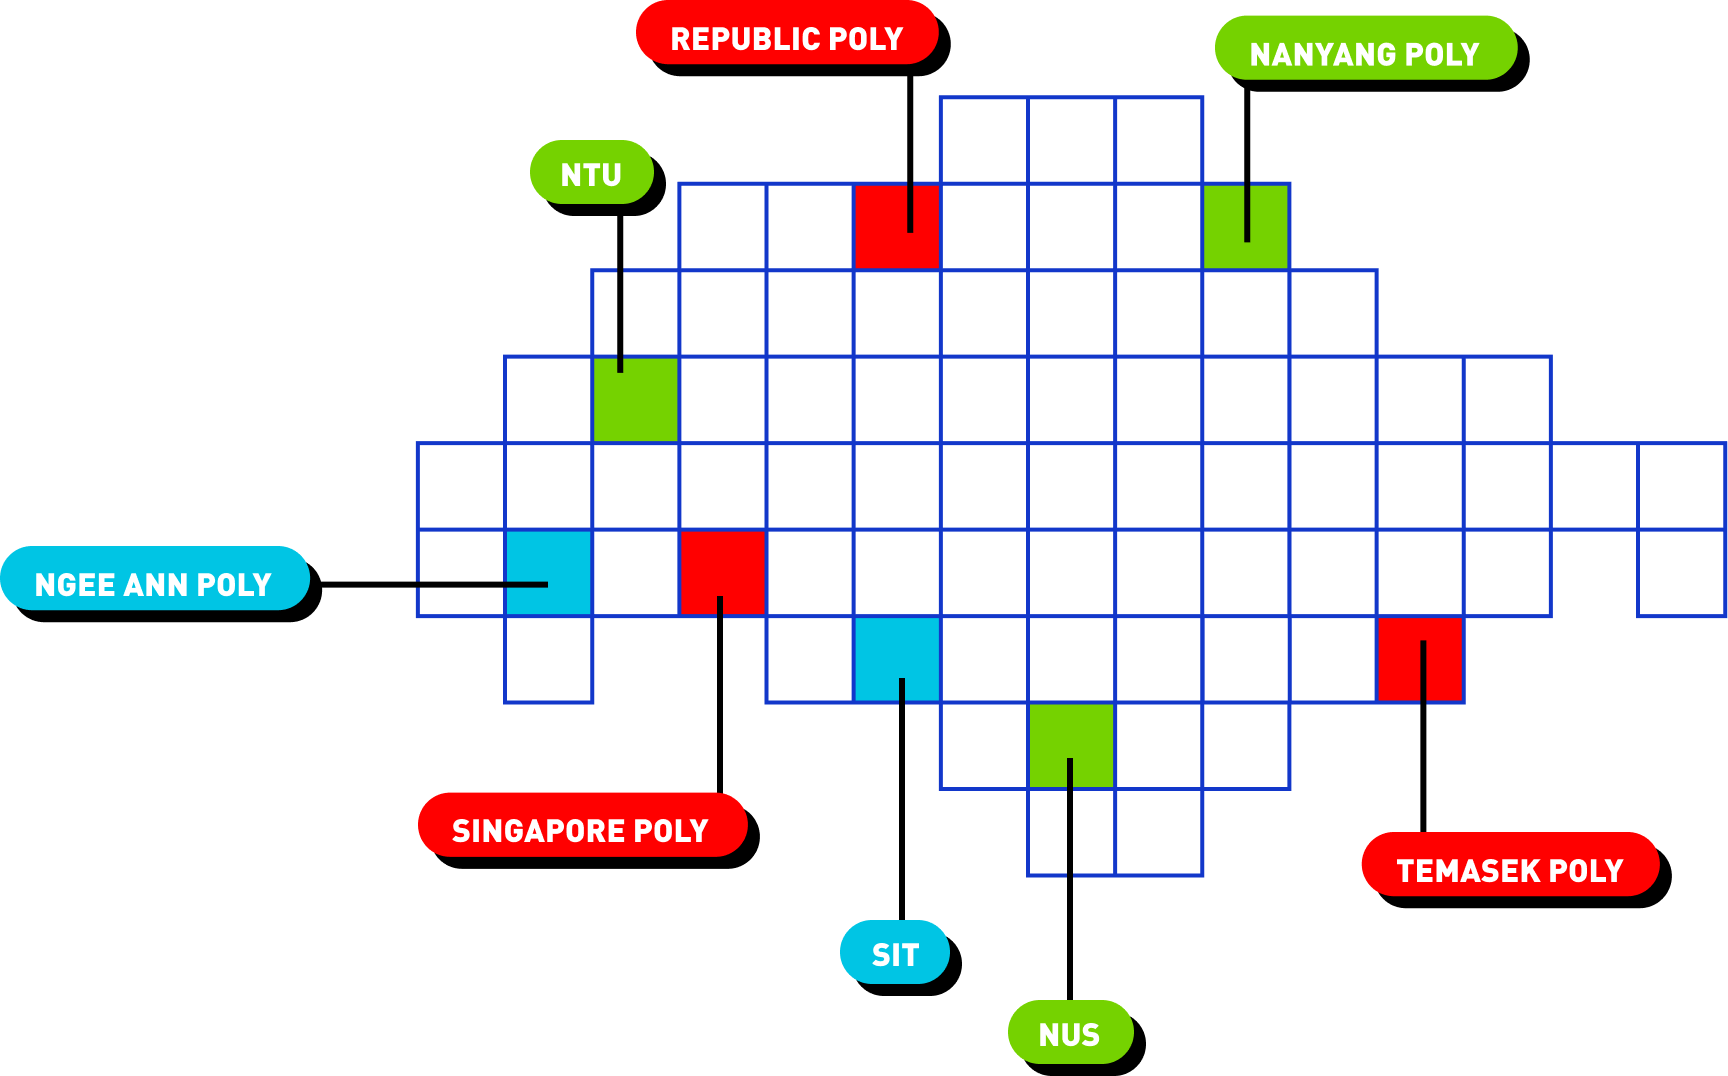 REPUBLIC POLY
NANYANG POLY
NTU
NGEE ANN POLY
SINGAPORE POLY
TEMASEK POLY
SIT
NUS